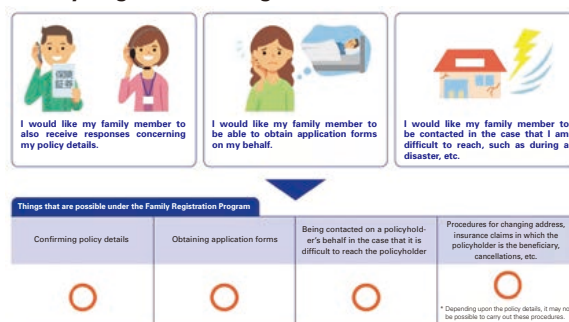 保険
証券
I would like my family member to
also receive responses concerning
my policy details.
I would like my family member to
be able to obtain application forms
on my behalf.
I would like my family member to
be contacted in the case that I am
difficult to reach, such as during a
disaster, etc.
Things that are possible under the Family Registration Program
Confirming policy details
Obtaining application forms
Being contacted on a policyhold-
er's behalf in the case that it is
difficult to reach the policyholder
Procedures for changing address,
insurance claims in which the
policyholder is the beneficiary,
cancellations, etc.
* Depending upon the policy details, it may no
be possible to carry out these procedures.